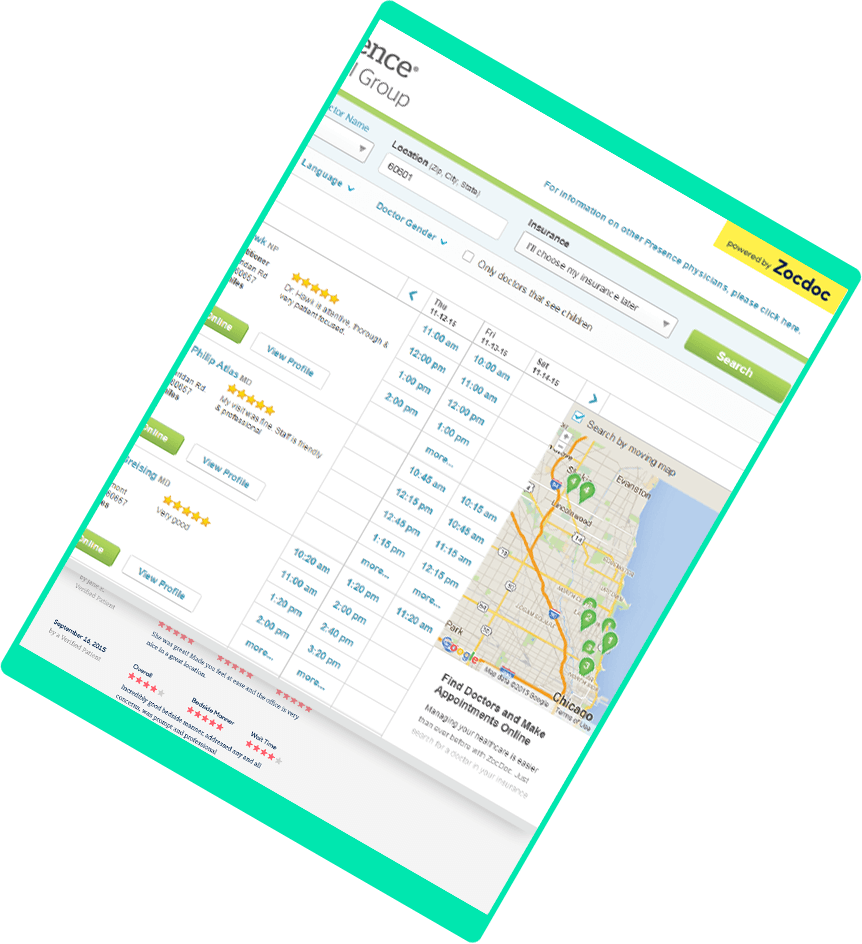 ence®
l Group
For information on other Presence physicians, please click here.
powered by Zocdoc
ctor Name
Location (Zip, City, State)
60601
Insurance
I'll choose my insurance later
Search
Language
Doctor Gender
Only doctors that see children
Thu
11-12-15
Fri
11-13-15
Sat
11-14-15
wk NP
Dr. Hawk is attentive, thorough &
very patient focused.
60657
iles
Online
View Profile
11:00 am
12:00 pm
1:00 pm
2:00 pm
10:00 am
11:00 am
12:00 pm
1:00 pm
more...
Philip Atlas MD
ridan Rd.
60657
iles
My visit was fine. Staff is friendly
& professional
Online
View Profile
10:45 am
12:15 pm
12:45 pm
1:15 pm
more...
10:15 am
10:45 am
11:15 am
12:15 pm
more...
Greising MD
mont
60657
es
Very good
Online
View Profile
10:20 am
11:00 am
1:20 pm
2:00 pm
more...
1:20 pm
2:00 pm
2:40 pm
3:20 pm
more...
11:20 am
Search by moving map
Skokie
Evanston
Lincolnwood
LOGAN SQUARE
Park
Chicago
Google
Map data ©2015 Google
Terms of Use
Find Doctors and Make
Appointments Online
Managing your healthcare is easier
than ever before with ZocDoc. Just
search for a doctor in your insurance
Verified Patient
She was great! Made you feel at ease and the office is very
nice in a great location.
September 16, 2015
by a Verified Patient
Overall
Bedside Manner
Wait Time
Incredibly good bedside manner, addressed any and all
concerns, was prompt and professional.